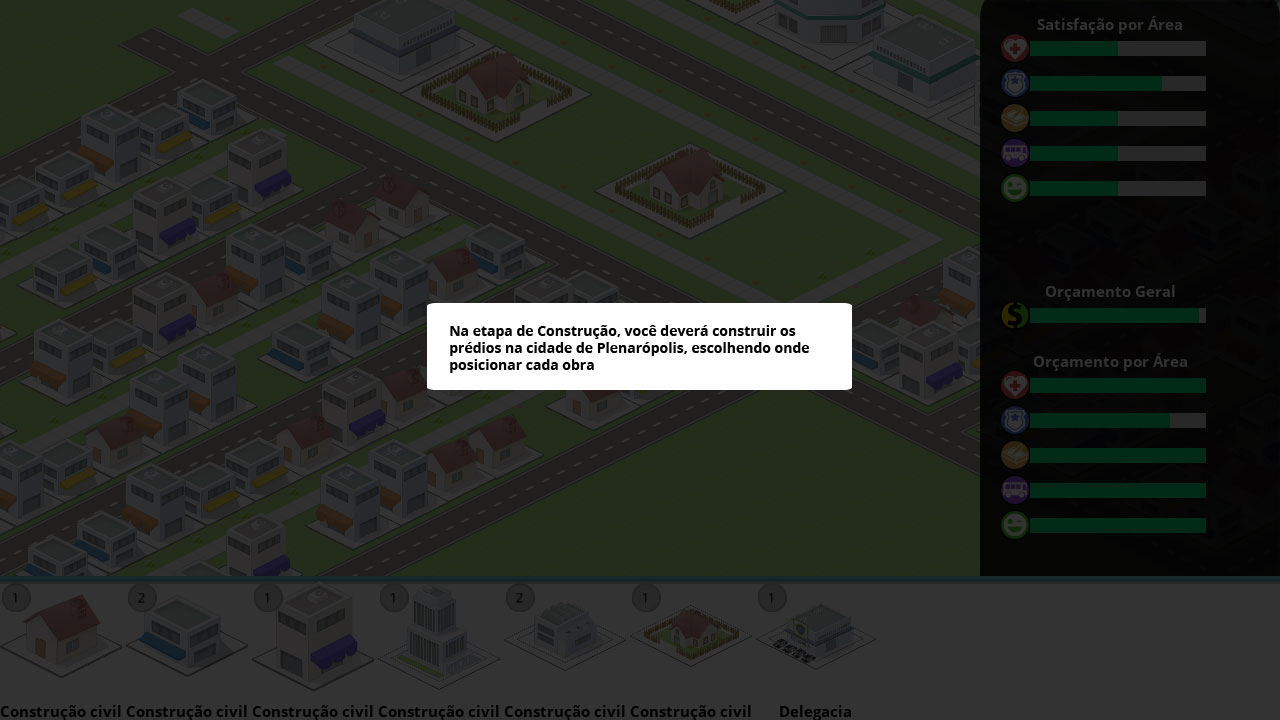 Satisfação por Área
Orçamento Geral
Na etapa de Construção, você deverá construir os
prédios na cidade de Plenarópolis, escolhendo onde
posicionar cada obra
Orçamento por Área
1 2 1 1 2 1 1
Construção civil Construção civil Construção civil Construção civil Construção civil Construção civil Delegacia